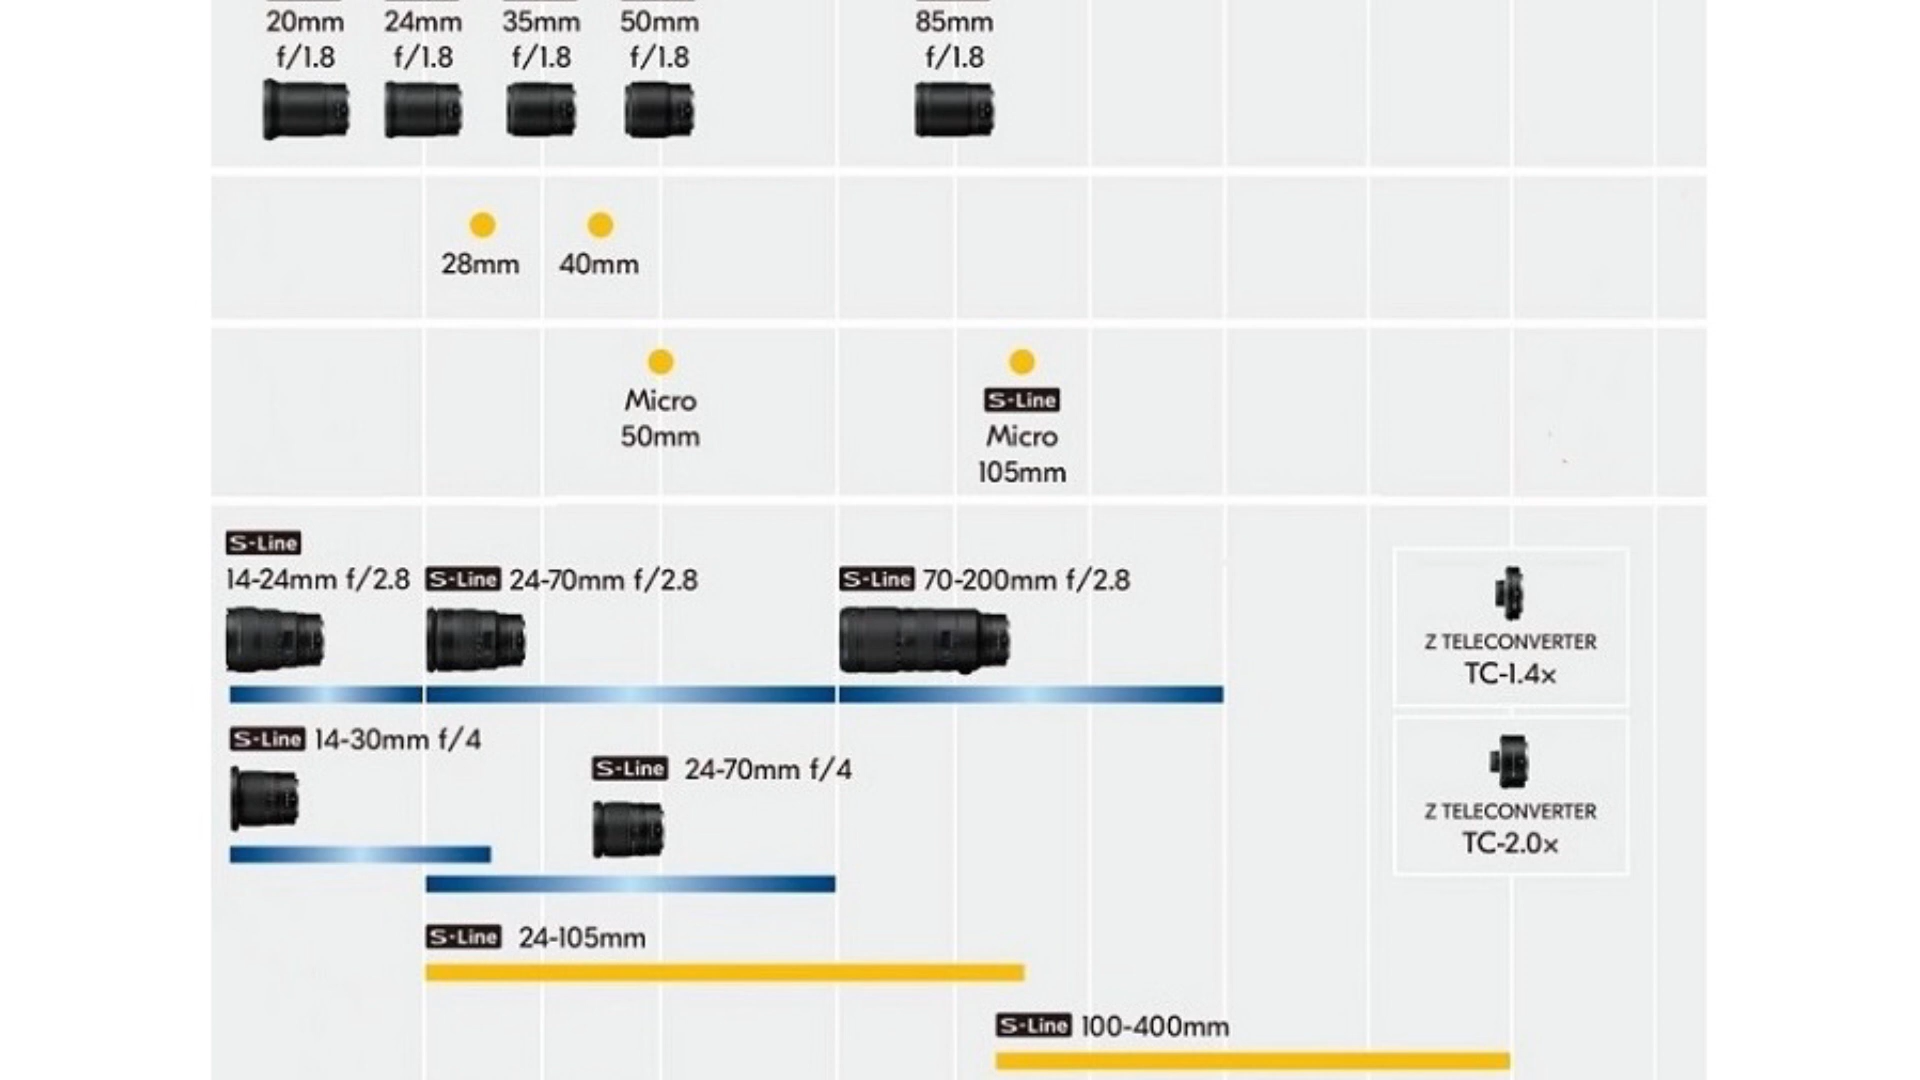 20mm
f/1.8
24mm
f/1.8
35mm
f/1.8
50mm
f/1.8
85mm
f/1.8
28mm
40mm
Micro
50mm
S-Line
Micro
105mm
S-Line
14-24mm f/2.8
S-Line 24-70mm f/2.8
S-Line 70-200mm f/2.8
Z TELECONVERTER
TC-1.4x
S-Line 14-30mm f/4
S-Line 24-70mm f/4
Z TELECONVERTER
TC-2.0x
S-Line 24-105mm
S-Line 100-400mm